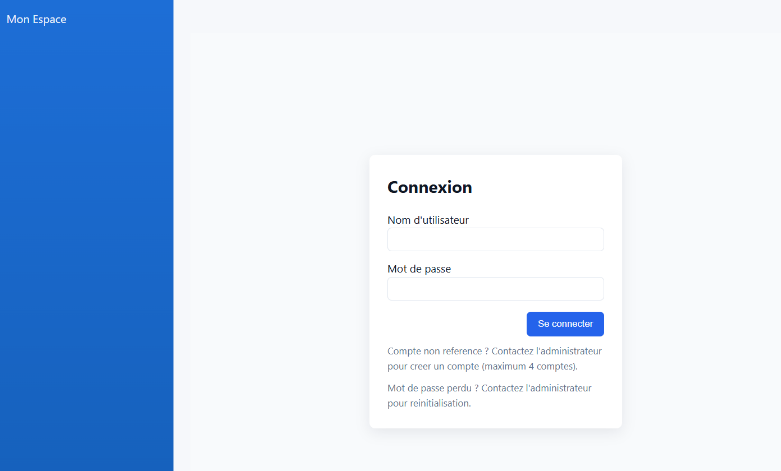 Mon Espace
Connexion
Nom d'utilisateur
Mot de passe
Se connecter
Compte non reference ? Contactez l'administrateur
pour creer un compte (maximum 4 comptes).
Mot de passe perdu ? Contactez l'administrateur
pour reinitialisation.